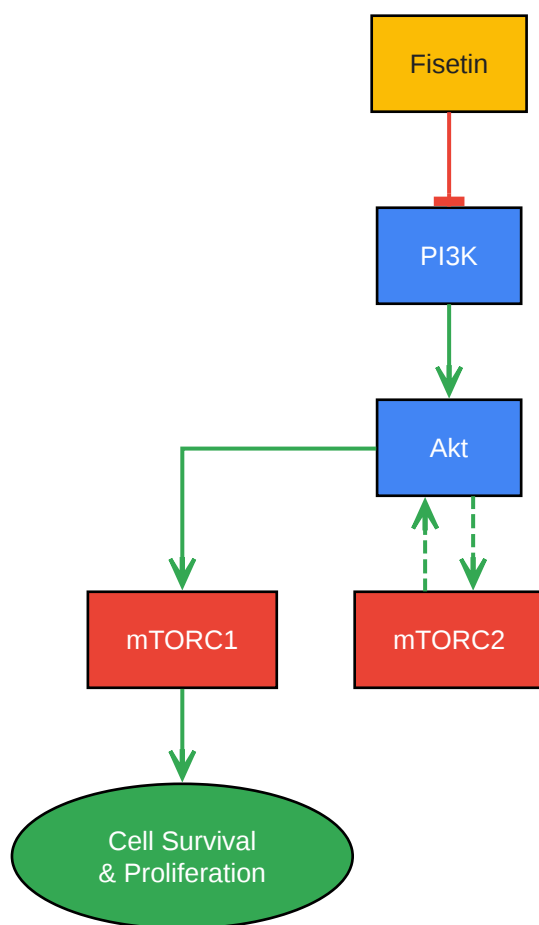 Fisetin
PI3K
Akt
mTORC1
mTORC2
Cell Survival
& Proliferation